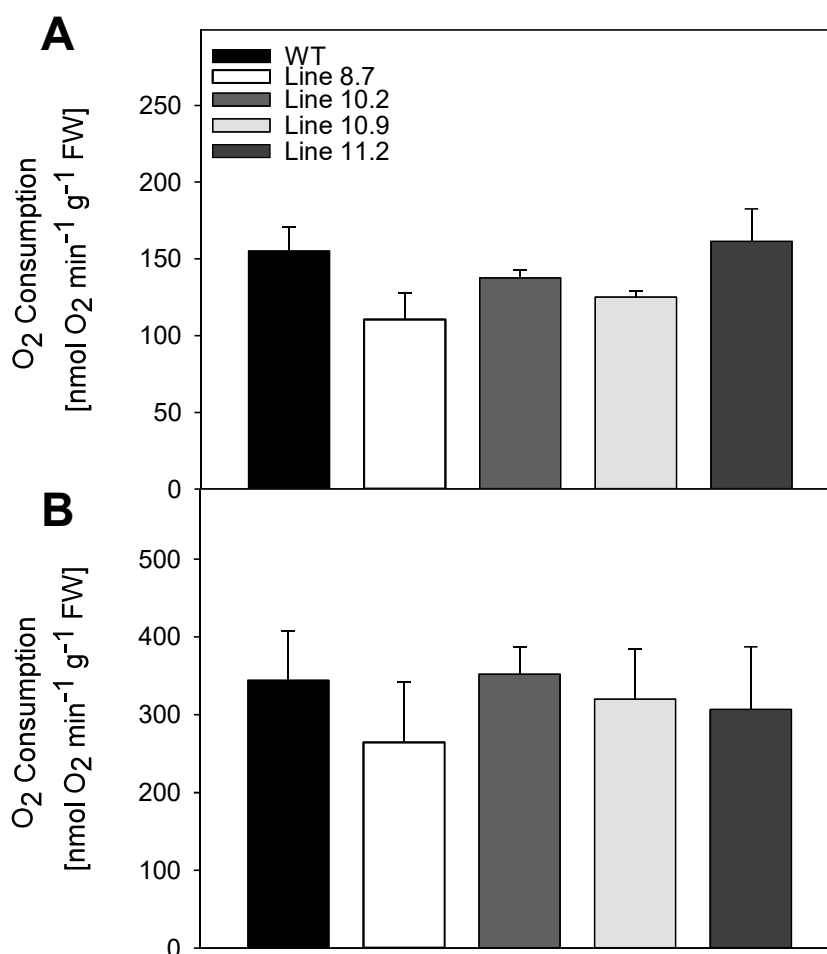 A
WT
Line 8.7
Line 10.2
Line 10.9
Line 11.2
O₂ Consumption
[nmol O₂ min⁻¹ g⁻¹ FW]
250
200
150
100
50
0
B
O₂ Consumption
[nmol O₂ min⁻¹ g⁻¹ FW]
500
400
300
200
100
0